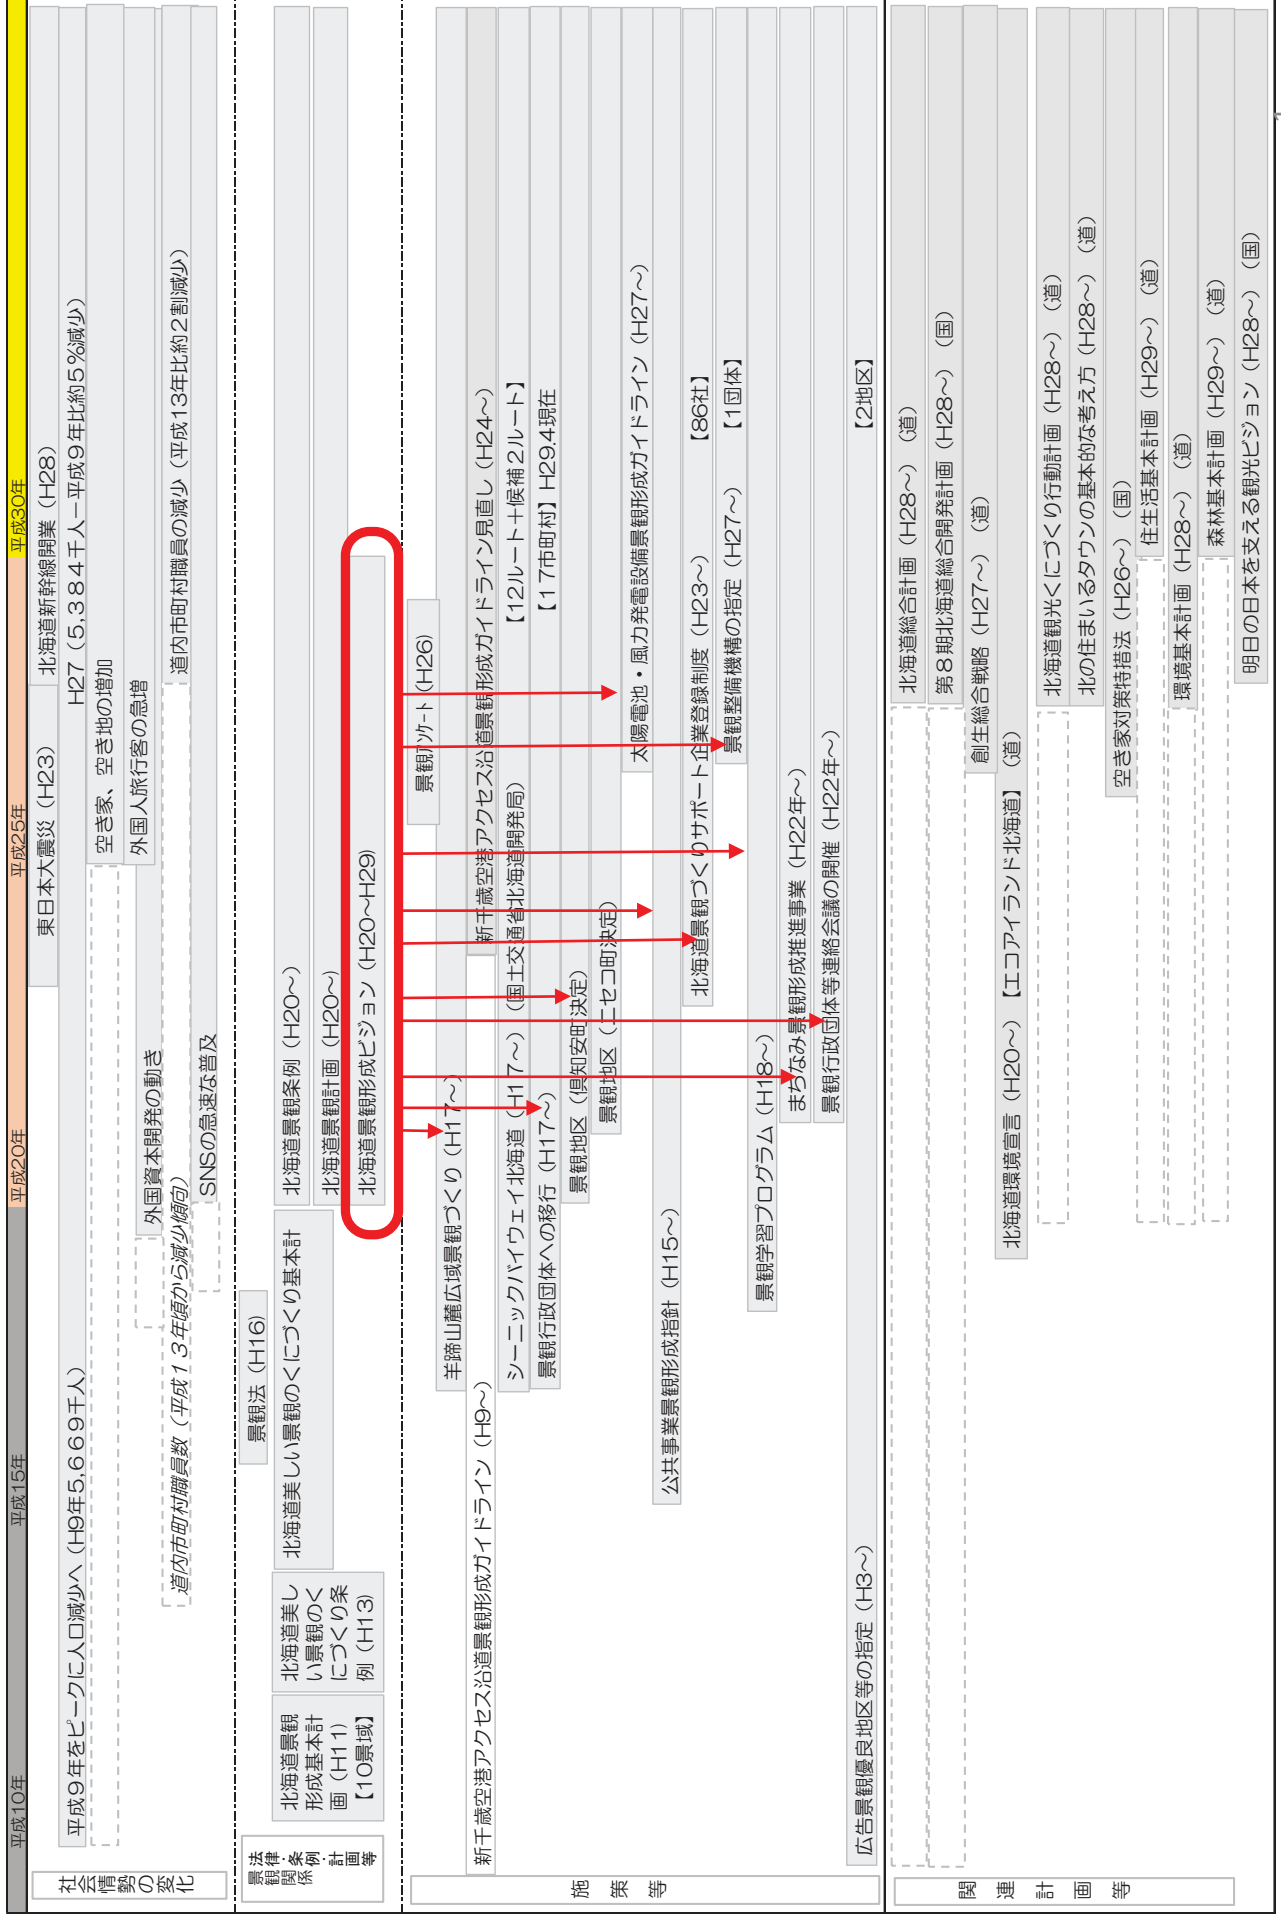 平成10年
平成15年
平成20年
平成25年
平成30年
社会情勢の変化
東日本大震災（H23）
北海道新幹線開業（H28）
平成９年をピークに人口減少へ（H9年5,６６９千人）
H27（５,３８４千人ー平成９年比約５％減少）
空き家、空き地の増加
外国人旅行客の急増
外国資本開発の動き
道内市町村職員数（平成１３年頃から減少傾向）
道内市町村職員の減少（平成13年比約２割減少）
SNSの急速な普及
景観関係
法律・条例・計画等
景観法（H16）
北海道景観
形成基本計
画（H11）
【10景域】
北海道美し
い景観のく
にづくり条
例（H13）
北海道美しい景観のくにづくり基本計
北海道景観条例（H20～）
北海道景観計画（H20～）
北海道景観形成ビジョン（H20～H29）
施策等
景観ｱﾝｹｰﾄ（H26）
羊蹄山麓広域景観づくり（H17～）
新千歳空港アクセス沿道景観形成ガイドライン（H9～）
新千歳空港アクセス沿道景観形成ガイドライン見直し（H24～）
シーニックバイウェイ北海道（H1７～）（国土交通省北海道開発局）
【12ルート＋候補２ルート】
景観行政団体への移行（H17～）
【１７市町村】H29.4現在
景観地区（倶知安町決定）
景観地区（ニセコ町決定）
太陽電池・風力発電設備景観形成ガイドライン（H27～）
公共事業景観形成指針（H15～）
北海道景観づくりサポート企業登録制度（H23～）
【86社】
景観整備機構の指定（H27～）
【１団体】
景観学習プログラム（H18～）
まちなみ景観形成推進事業（H22年～）
景観行政団体等連絡会議の開催（H22年～）
広告景観優良地区等の指定（H3～）
【2地区】
関連計画等
北海道総合計画（H28～）（道）
第８期北海道総合開発計画（H28～）（国）
創生総合戦略（H27～）（道）
北海道環境宣言（H20～）【エコアイランド北海道】（道）
北海道観光くにづくり行動計画（H28～）（道）
北の住まいるタウンの基本的な考え方（H28～）（道）
空き家対策特措法（H26～）（国）
住生活基本計画（H29～）（道）
環境基本計画（H28～）（道）
森林基本計画（H29～）（道）
明日の日本を支える観光ビジョン（H28～）（国）